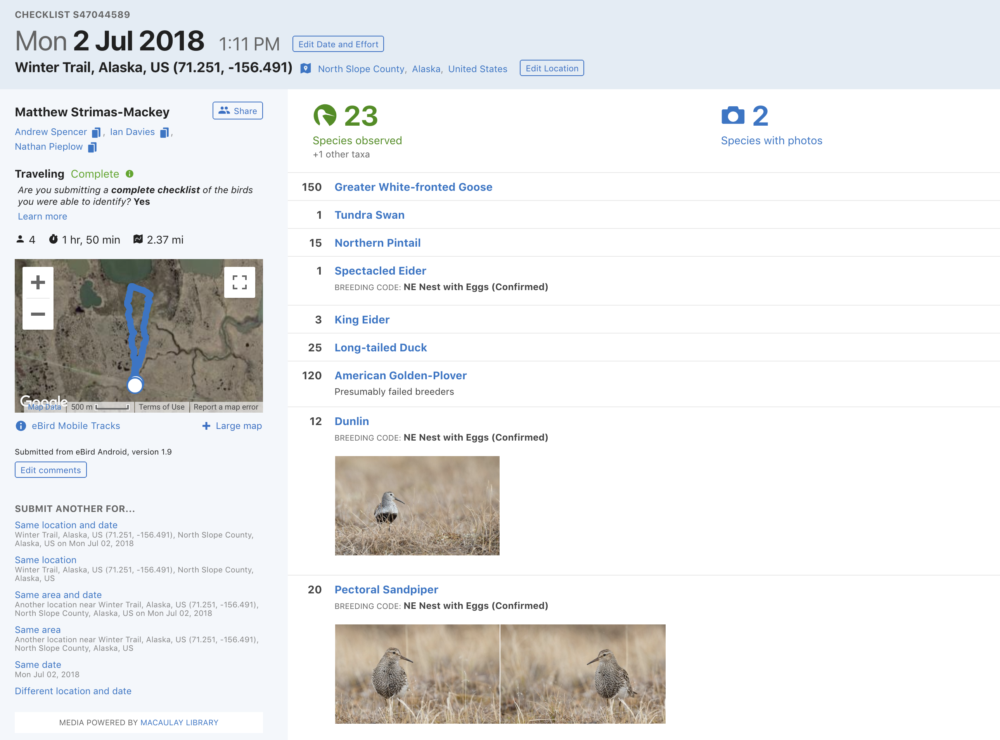 CHECKLIST S47044589
Mon 2 Jul 2018 1:11 PM Edit Date and Effort
Winter Trail, Alaska, US (71.251, -156.491) North Slope County, Alaska, United States Edit Location
Matthew Strimas-Mackey Share
Andrew Spencer , Ian Davies ,
Nathan Pieplow
Traveling Complete
Are you submitting a complete checklist of the birds
you were able to identify? Yes
Learn more
4 1 hr, 50 min 2.37 mi
Google
Map Data 500 m Terms of Use Report a map error
eBird Mobile Tracks Large map
Submitted from eBird Android, version 1.9
Edit comments
SUBMIT ANOTHER FOR...
Same location and date
Winter Trail, Alaska, US (71.251, -156.491), North Slope County,
Alaska, US on Mon Jul 02, 2018
Same location
Winter Trail, Alaska, US (71.251, -156.491), North Slope County,
Alaska, US
Same area and date
Another location near Winter Trail, Alaska, US (71.251, -156.491),
North Slope County, Alaska, US on Mon Jul 02, 2018
Same area
Another location near Winter Trail, Alaska, US (71.251, -156.491),
North Slope County, Alaska, US
Same date
Mon Jul 02, 2018
Different location and date
MEDIA POWERED BY MACAULAY LIBRARY
23
Species observed
+1 other taxa
2
Species with photos
150 Greater White-fronted Goose
1 Tundra Swan
15 Northern Pintail
1 Spectacled Eider
BREEDING CODE: NE Nest with Eggs (Confirmed)
3 King Eider
25 Long-tailed Duck
120 American Golden-Plover
Presumably failed breeders
12 Dunlin
BREEDING CODE: NE Nest with Eggs (Confirmed)
20 Pectoral Sandpiper
BREEDING CODE: NE Nest with Eggs (Confirmed)